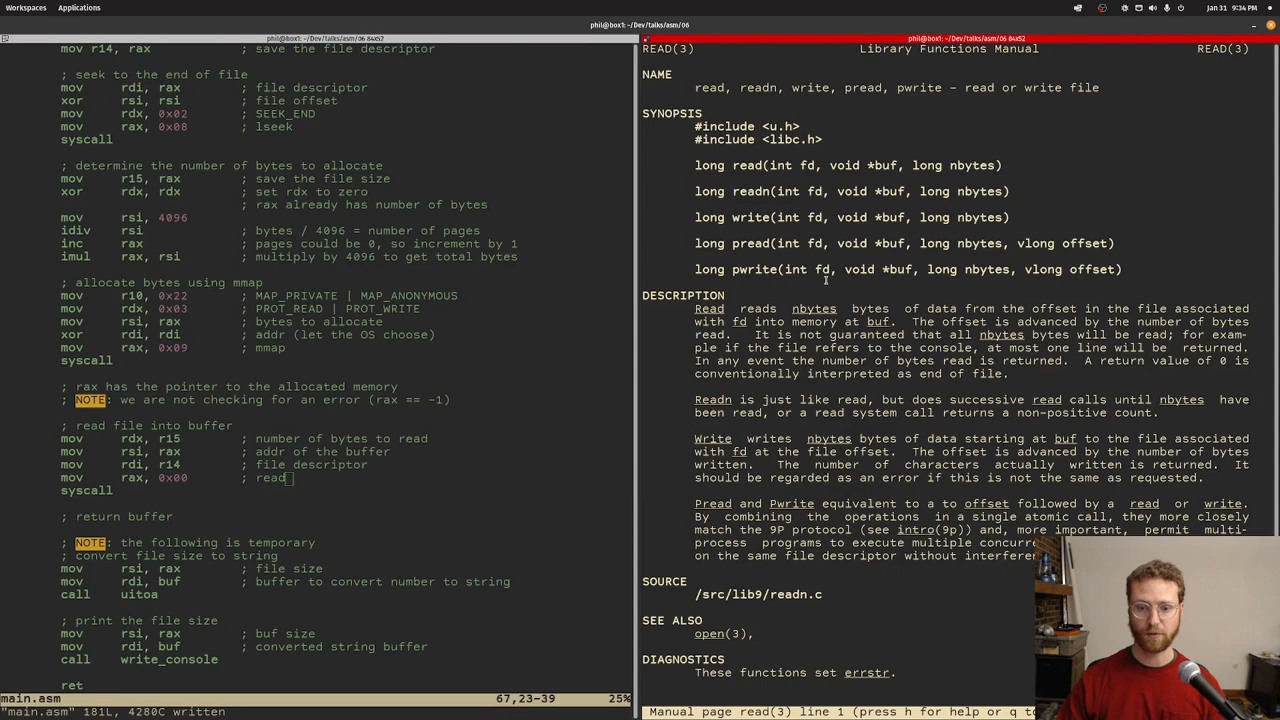 Workspaces Applications Jan 31 9:34 PM
phil@box1: ~/Dev/talks/asm/06
phil@box1: ~/Dev/talks/asm/06 84x52
mov r14, rax ; save the file descriptor
; seek to the end of file
mov rdi, rax ; file descriptor
xor rsi, rsi ; file offset
mov rdx, 0x02 ; SEEK_END
mov rax, 0x08 ; lseek
syscall
; determine the number of bytes to allocate
mov r15, rax ; save the file size
xor rdx, rdx ; set rdx to zero
; rax already has number of bytes
mov rsi, 4096
idiv rsi ; bytes / 4096 = number of pages
inc rax ; pages could be 0, so increment by 1
imul rax, rsi ; multiply by 4096 to get total bytes
; allocate bytes using mmap
mov r10, 0x22 ; MAP_PRIVATE | MAP_ANONYMOUS
mov rdx, 0x03 ; PROT_READ | PROT_WRITE
mov rsi, rax ; bytes to allocate
xor rdi, rdi ; addr (let the OS choose)
mov rax, 0x09 ; mmap
syscall
; rax has the pointer to the allocated memory
; NOTE: we are not checking for an error (rax == -1)
; read file into buffer
mov rdx, r15 ; number of bytes to read
mov rsi, rax ; addr of the buffer
mov rdi, r14 ; file descriptor
mov rax, 0x00 ; read
syscall
; return buffer
; NOTE: the following is temporary
; convert file size to string
mov rsi, rax ; file size
mov rdi, buf ; buffer to convert number to string
call uitoa
; print the file size
mov rsi, rax ; buf size
mov rdi, buf ; converted string buffer
call write_console
ret
main.asm 67,23-39 25%
"main.asm" 181L, 4280C written
phil@box1: ~/Dev/talks/asm/06 84x52
READ(3) Library Functions Manual READ(3)
NAME
read, readn, write, pread, pwrite - read or write file
SYNOPSIS
#include <u.h>
#include <libc.h>
long read(int fd, void *buf, long nbytes)
long readn(int fd, void *buf, long nbytes)
long write(int fd, void *buf, long nbytes)
long pread(int fd, void *buf, long nbytes, vlong offset)
long pwrite(int fd, void *buf, long nbytes, vlong offset)
DESCRIPTION
Read reads nbytes bytes of data from the offset in the file associated
with fd into memory at buf. The offset is advanced by the number of bytes
read. It is not guaranteed that all nbytes bytes will be read; for exam-
ple if the file refers to the console, at most one line will be returned.
In any event the number of bytes read is returned. A return value of 0 is
conventionally interpreted as end of file.
Readn is just like read, but does successive read calls until nbytes have
been read, or a read system call returns a non-positive count.
Write writes nbytes bytes of data starting at buf to the file associated
with fd at the file offset. The offset is advanced by the number of bytes
written. The number of characters actually written is returned. It
should be regarded as an error if this is not the same as requested.
Pread and Pwrite equivalent to a to offset followed by a read or write.
By combining the operations in a single atomic call, they more closely
match the 9P protocol (see intro(9p)) and, more important, permit multi-
process programs to execute multiple concurre
on the same file descriptor without interferen
SOURCE
/src/lib9/readn.c
SEE ALSO
open(3),
DIAGNOSTICS
These functions set errstr.
Manual page read(3) line 1 (press h for help or q to